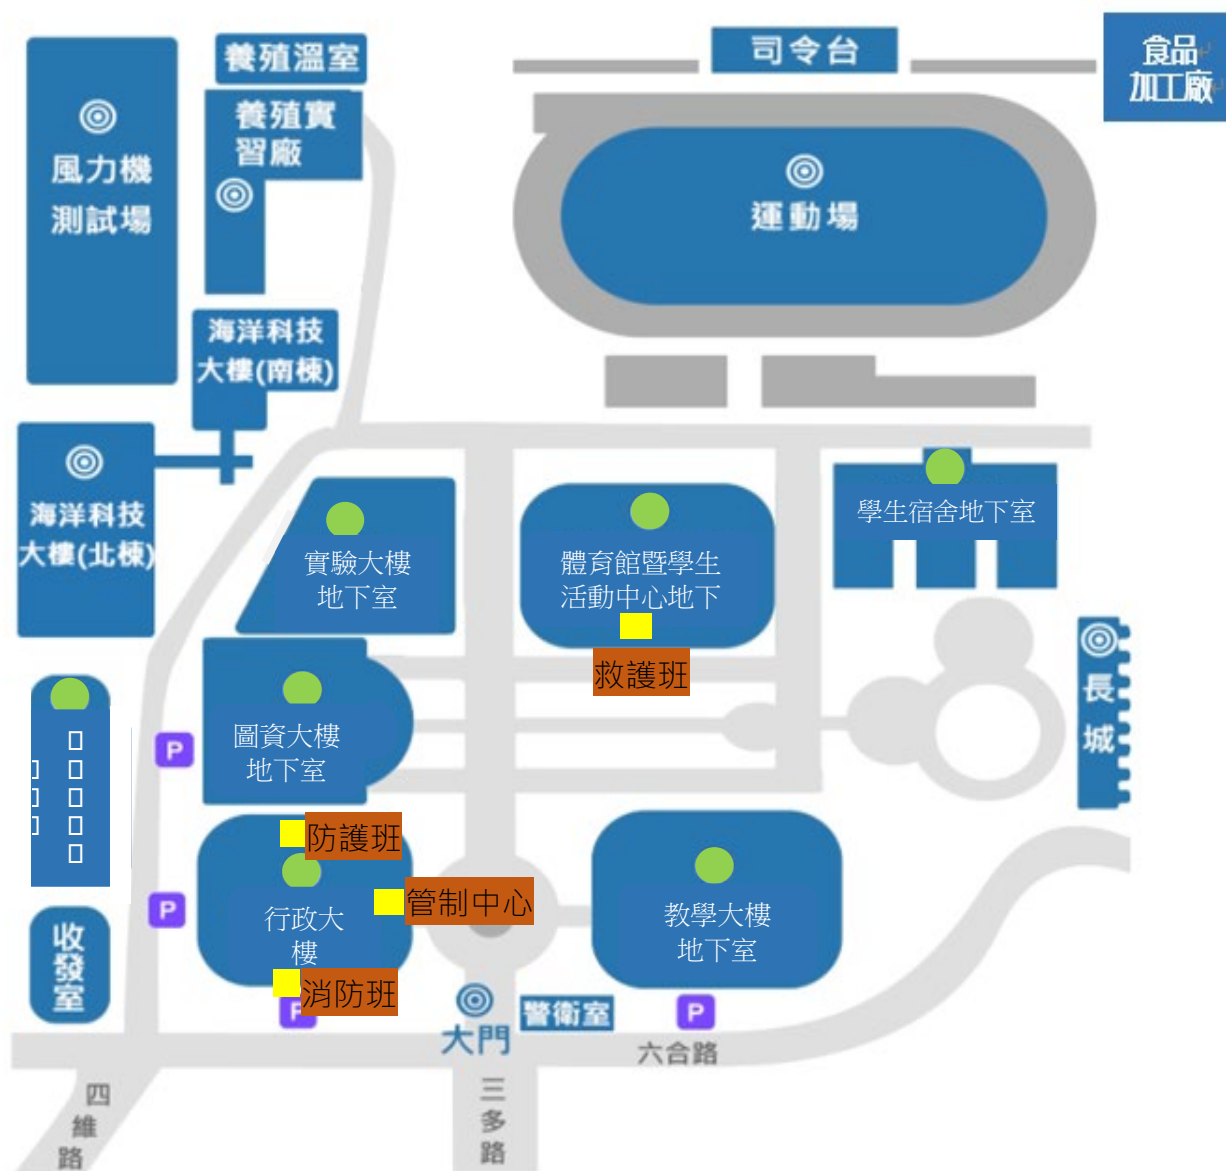 養殖溫室
司令台
食品
加工廠
養殖實
習廠
風力機
測試場
運動場
海洋科技
大樓(南棟)
海洋科技
大樓(北棟)
實驗大樓
地下室
體育館暨學生
活動中心地下
學生宿舍地下室
救護班
長城
圖資大樓
地下室
P
防護班
管制中心
行政大
樓
教學大樓
地下室
P
收發室
消防班
P
大門
警衛室
P
六合路
四維路
三多路